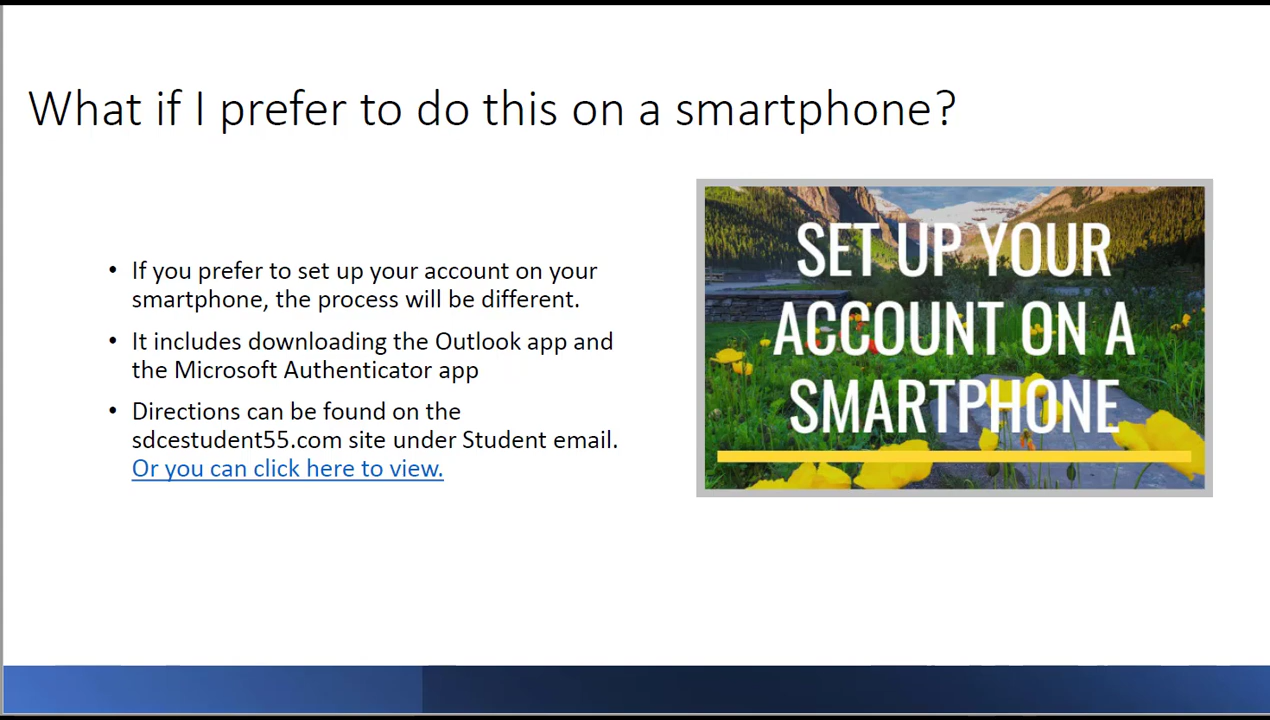 What if I prefer to do this on a smartphone?
• If you prefer to set up your account on your
smartphone, the process will be different.
• It includes downloading the Outlook app and
the Microsoft Authenticator app
• Directions can be found on the
sdcestudent55.com site under Student email.
Or you can click here to view.
SET UP YOUR
ACCOUNT ON A
SMARTPHONE